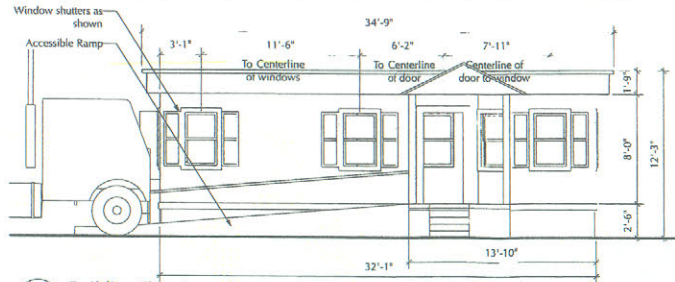 Window shutters as
shown
Accessible Ramp
34'-9"
3'-1"
11'-6"
6'-2"
7'-11"
To Centerline
of windows
To Centerline
of door
Centerline of
door to window
1'-9"
8'-0"
12'-3"
2'-6"
13'-10"
32'-1"